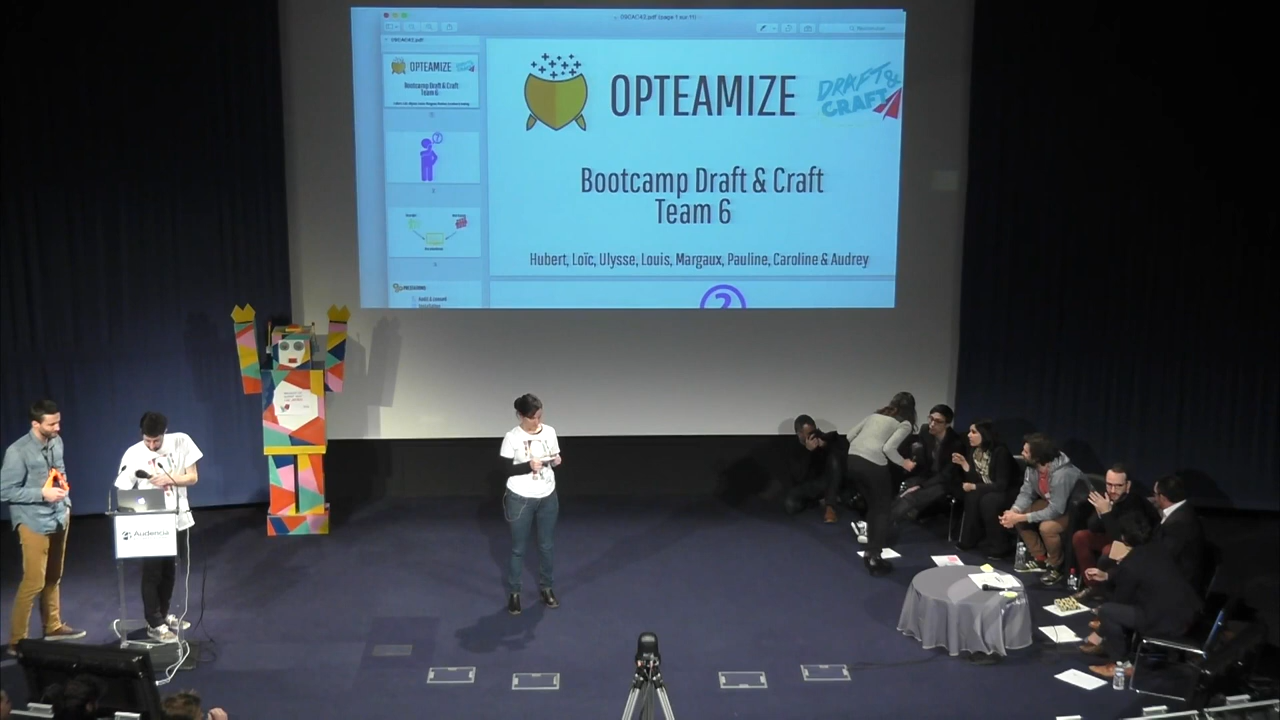 OPTEAMIZE
DRAFT &
CRAFT
Bootcamp Draft & Craft
Team 6
Hubert, Loïc, Ulysse, Louis, Margaux, Pauline, Caroline & Audrey
?
OPTEAMIZE
Bootcamp Draft & Craft
Team 6
?
Audencia